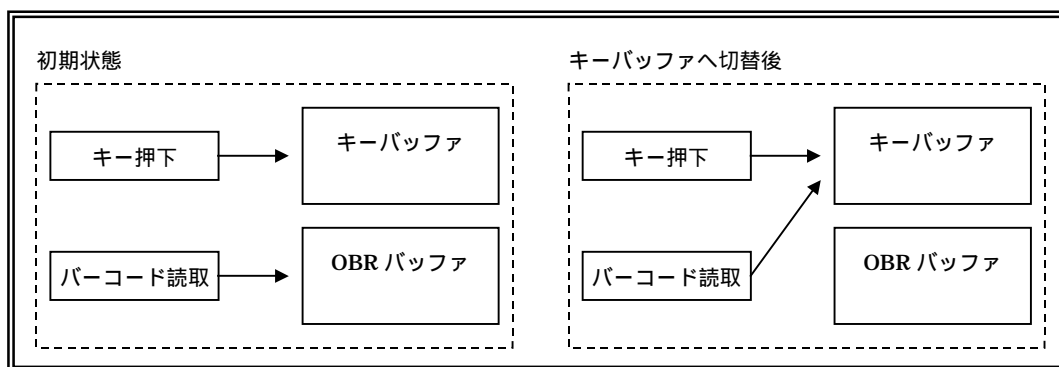 初期状態
キー押下
キーバッファ
バーコード読取
OBR バッファ
キーバッファへ切替後
キー押下
キーバッファ
バーコード読取
OBR バッファ